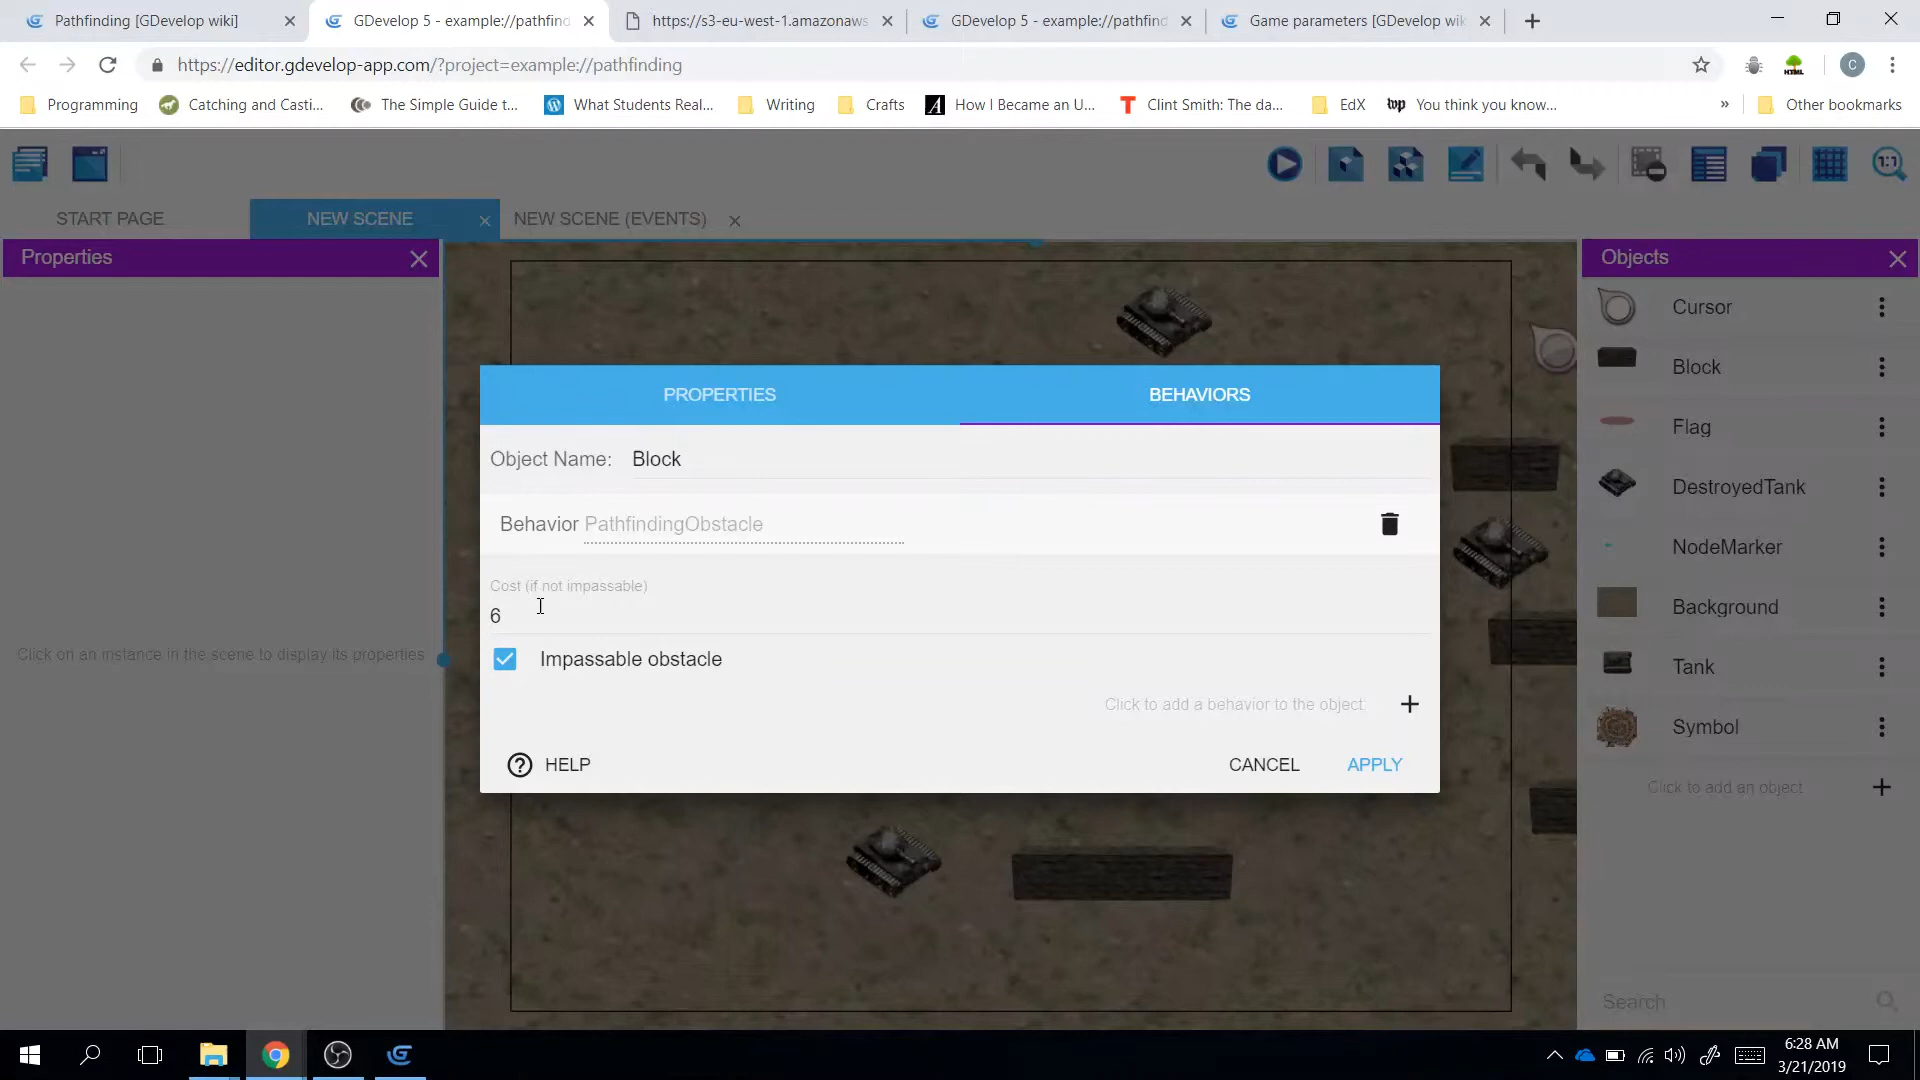 Pathfinding [GDevelop wiki]
GDevelop 5 - example://pathfind
https://s3-eu-west-1.amazonaws
GDevelop 5 - example://pathfind
Game parameters [GDevelop wik
https://editor.gdevelop-app.com/?project=example://pathfinding
HTML
C
Programming
Catching and Casti...
The Simple Guide t...
What Students Real...
Writing
Crafts
How I Became an U...
Clint Smith: The da...
EdX
wp You think you know...
»
Other bookmarks
1:1
START PAGE
NEW SCENE
NEW SCENE (EVENTS)
Properties
Click on an instance in the scene to display its properties
PROPERTIES
BEHAVIORS
Object Name: Block
Behavior PathfindingObstacle
Cost (if not impassable)
6
Impassable obstacle
Click to add a behavior to the object
HELP
CANCEL
APPLY
Objects
Cursor
Block
Flag
DestroyedTank
NodeMarker
Background
Tank
Symbol
Click to add an object
Search
6:28 AM
3/21/2019